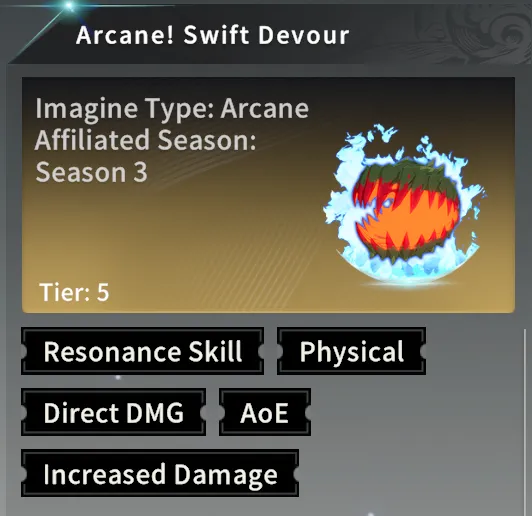 Arcane! Swift Devour
Imagine Type: Arcane
Affiliated Season:
Season 3
Tier: 5
Resonance Skill
Physical
Direct DMG
AoE
Increased Damage